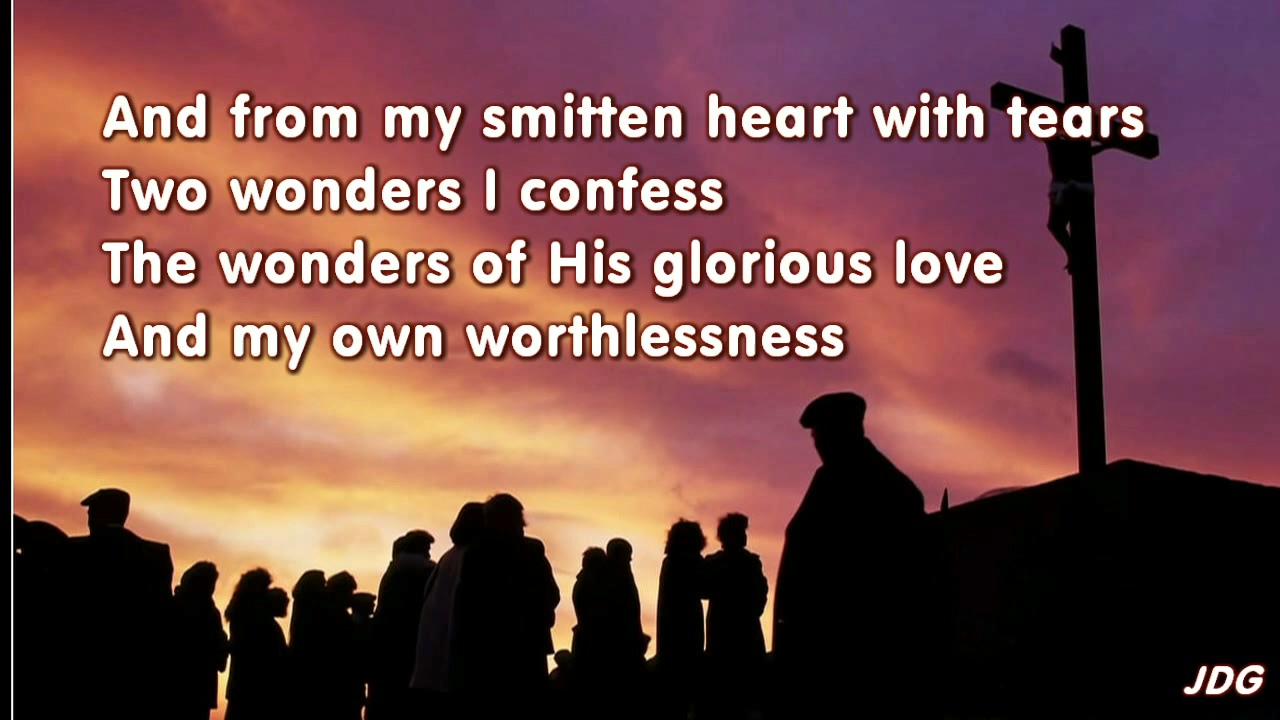 And from my smitten heart with tears
Two wonders I confess
The wonders of His glorious love
And my own worthlessness
JDG